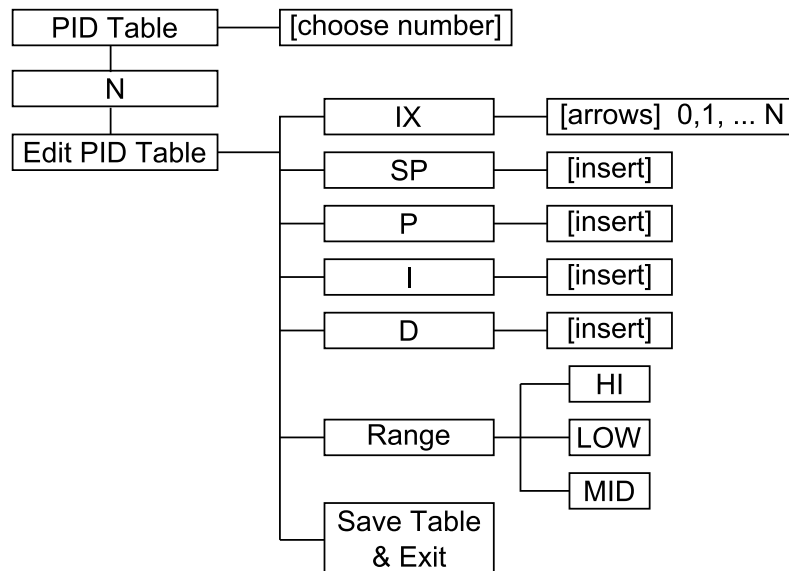 PID Table
[choose number]
N
Edit PID Table
IX
[arrows] 0,1, ... N
SP
[insert]
P
[insert]
I
[insert]
D
[insert]
Range
HI
LOW
MID
Save Table
& Exit